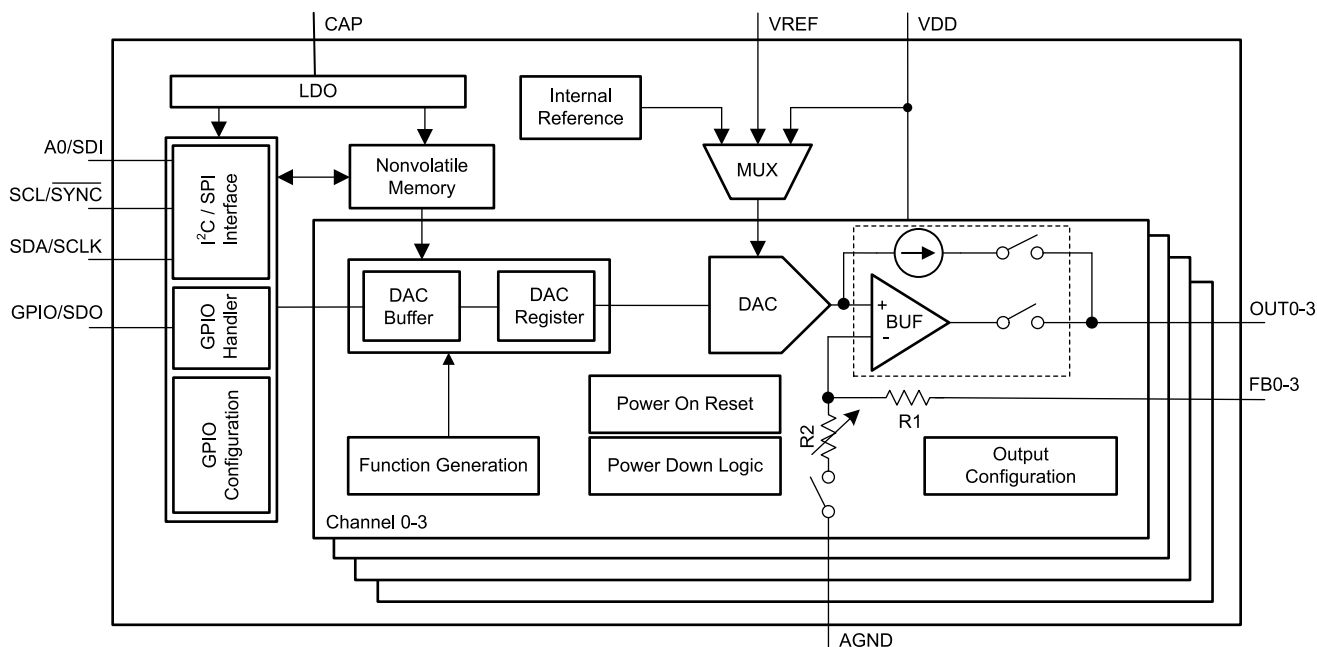 CAP
VREF
VDD
LDO
Internal
Reference
A0/SDI
SCL/SYNC
SDA/SCLK
GPIO/SDO
I²C / SPI
Interface
GPIO
Handler
GPIO
Configuration
Nonvolatile
Memory
MUX
DAC
Buffer
DAC
Register
DAC
+
BUF
-
OUT0-3
FB0-3
R1
R2
Function Generation
Power On Reset
Power Down Logic
Output
Configuration
Channel 0-3
AGND